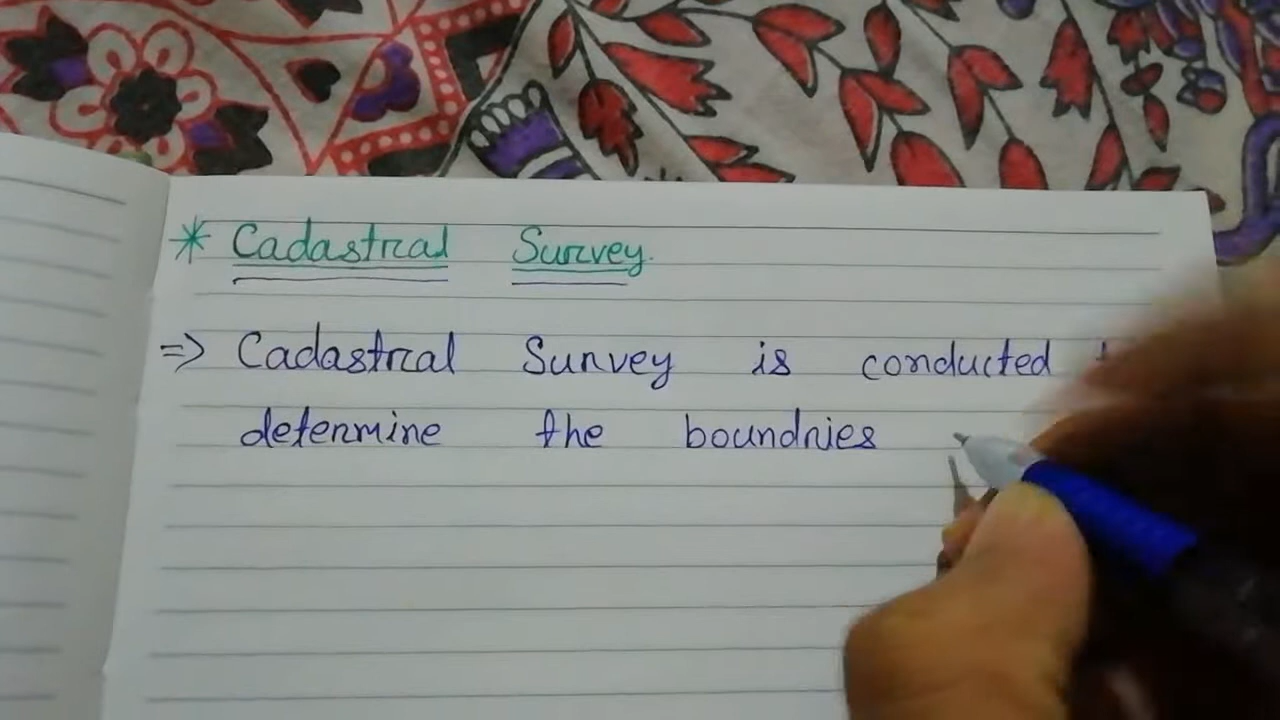 * Cadastral Survey.
=> Cadastral Survey is conducted
determine the boundries